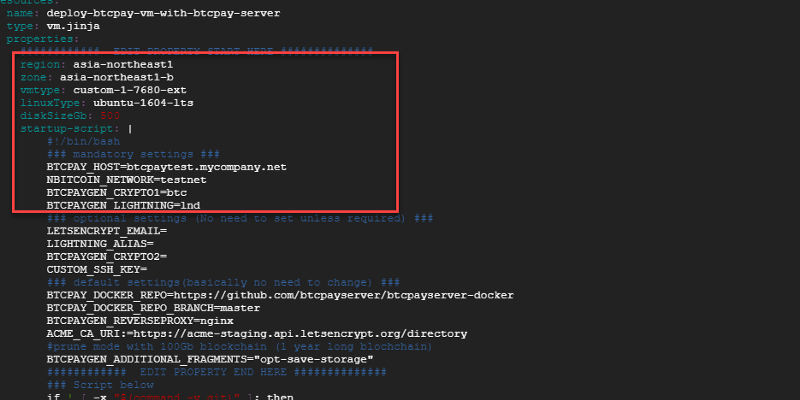 resources:
name: deploy-btcpay-vm-with-btcpay-server
type: vm.jinja
properties:
############ EDIT PROPERTY START HERE ##############
region: asia-northeast1
zone: asia-northeast1-b
vmtype: custom-1-7680-ext
linuxType: ubuntu-1604-lts
diskSizeGb: 500
startup-script: |
#!/bin/bash
### mandatory settings ###
BTCPAY_HOST=btcpaytest.mycompany.net
NBITCOIN_NETWORK=testnet
BTCPAYGEN_CRYPTO1=btc
BTCPAYGEN_LIGHTNING=lnd
### optional settings (No need to set unless required) ###
LETSENCRYPT_EMAIL=
LIGHTNING_ALIAS=
BTCPAYGEN_CRYPTO2=
CUSTOM_SSH_KEY=
### default settings(basically no need to change) ###
BTCPAY_DOCKER_REPO=https://github.com/btcpayserver/btcpayserver-docker
BTCPAY_DOCKER_REPO_BRANCH=master
BTCPAYGEN_REVERSEPROXY=nginx
ACME_CA_URI:=https://acme-staging.api.letsencrypt.org/directory
#prune mode with 100Gb blockchain (1 year long blochchain)
BTCPAYGEN_ADDITIONAL_FRAGMENTS="opt-save-storage"
############ EDIT PROPERTY END HERE ##############
### Script below
if ! [ -x "$(command -v git)" ]; then